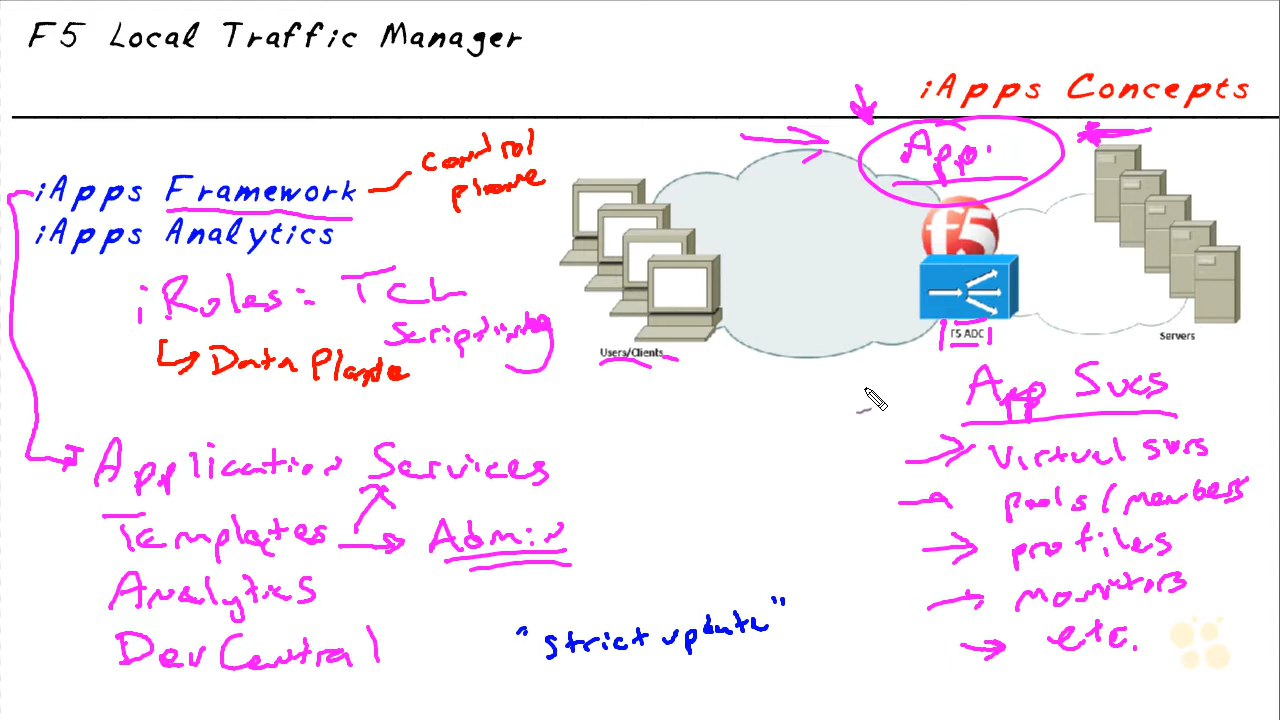 F5 Local Traffic Manager
iApps Concepts
App.
iApps Framework
control
plane
iApps Analytics
iRules: TCL
Scripting
Data Plane
f5
F5 ADC
Users/Clients
Servers
App Svcs
Virtual svrs
pools/members
profiles
monitors
etc.
Application Services
Templates
Admin
Analytics
DevCentral
"strict update"